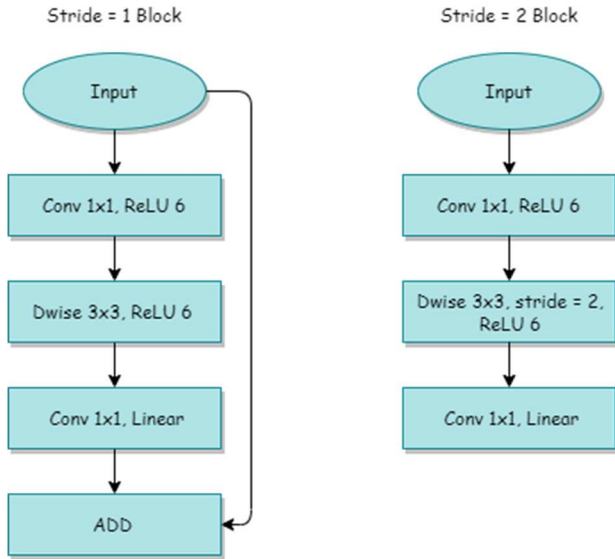 Stride = 1 Block
Input
Conv 1x1, ReLU 6
Dwise 3x3, ReLU 6
Conv 1x1, Linear
ADD
Stride = 2 Block
Input
Conv 1x1, ReLU 6
Dwise 3x3, stride = 2,
ReLU 6
Conv 1x1, Linear